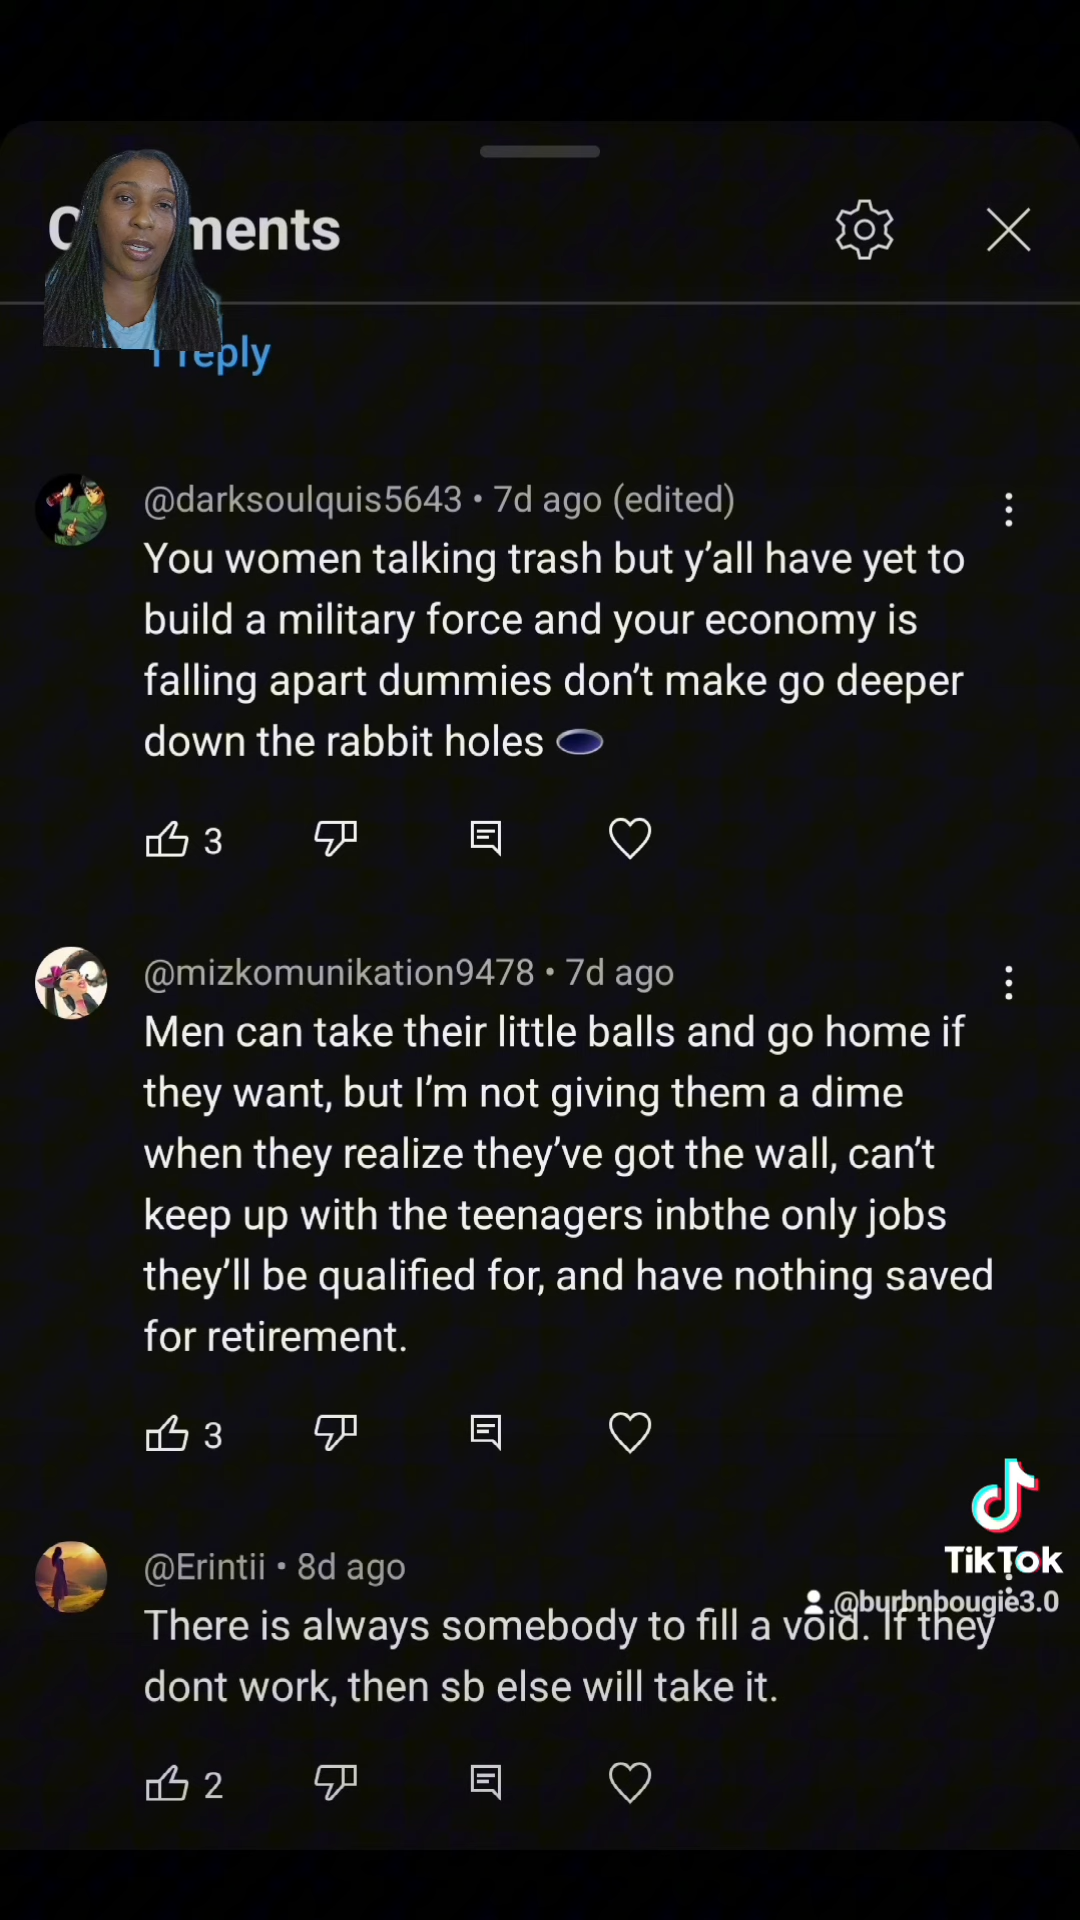 Comments
1 reply
@darksoulquis5643 • 7d ago (edited)
You women talking trash but y’all have yet to
build a military force and your economy is
falling apart dummies don’t make go deeper
down the rabbit holes 🕳️
3
@mizkomunikation9478 • 7d ago
Men can take their little balls and go home if
they want, but I’m not giving them a dime
when they realize they’ve got the wall, can’t
keep up with the teenagers inbthe only jobs
they’ll be qualified for, and have nothing saved
for retirement.
3
TikTok
@burbnbougie3.0
@Erintii • 8d ago
There is always somebody to fill a void. If they
dont work, then sb else will take it.
2